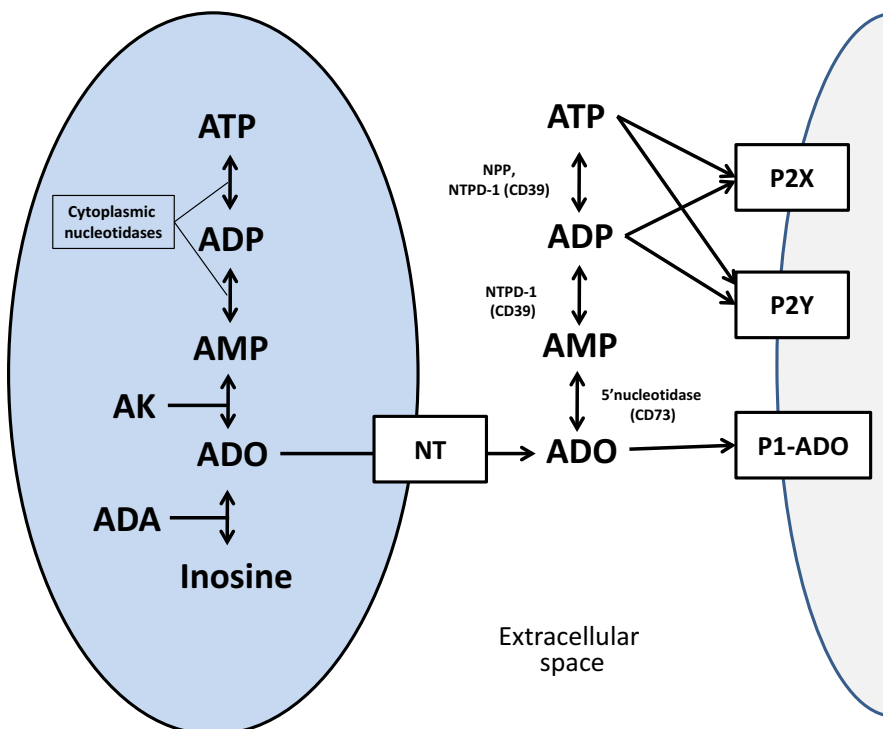 ATP
Cytoplasmic
nucleotidases
ADP
AMP
AK
ADO
ADA
Inosine
NT
ATP
NPP,
NTPD-1 (CD39)
ADP
NTPD-1
(CD39)
AMP
5’nucleotidase
(CD73)
ADO
P2X
P2Y
P1-ADO
Extracellular
space